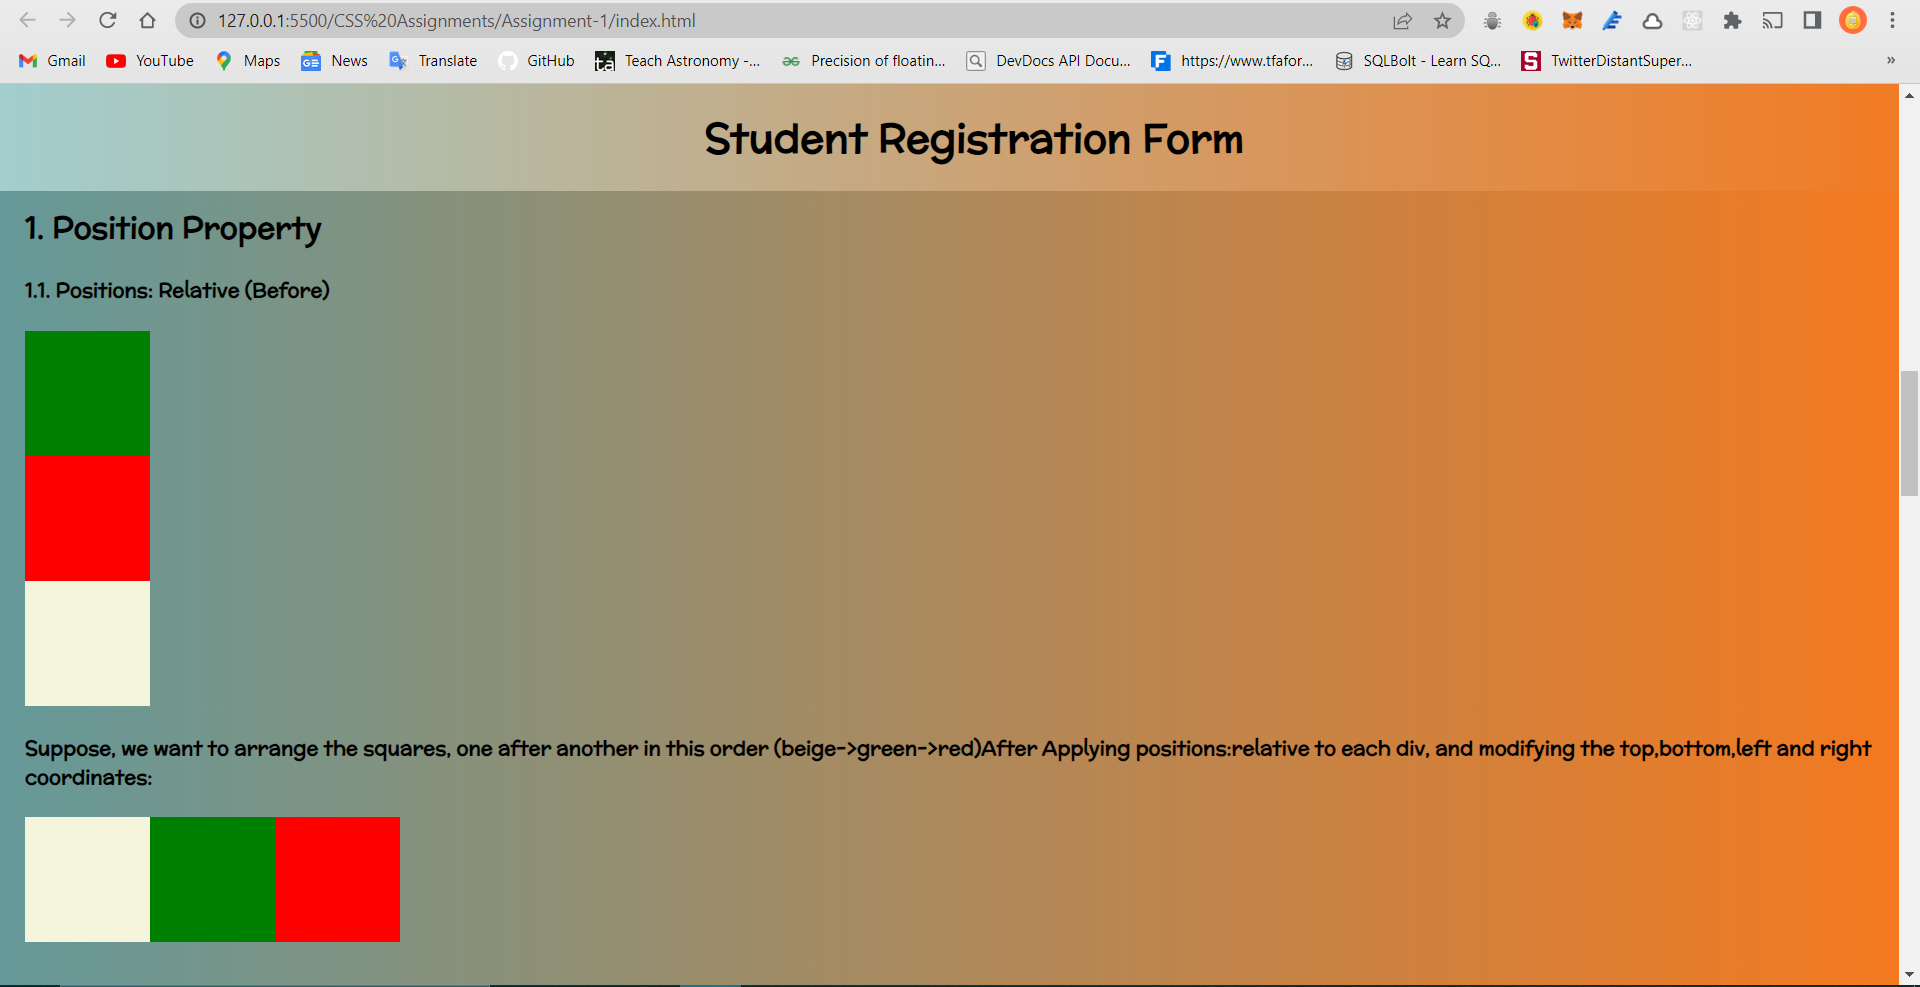 127.0.0.1:5500/CSS%20Assignments/Assignment-1/index.html
Gmail YouTube Maps News Translate GitHub Teach Astronomy -... Precision of floatin... DevDocs API Docu... https://www.tfafor... SQLBolt - Learn SQ... TwitterDistantSuper... »
Student Registration Form
1. Position Property
1.1. Positions: Relative (Before)
Suppose, we want to arrange the squares, one after another in this order (beige->green->red)After Applying positions:relative to each div, and modifying the top,bottom,left and right
coordinates: